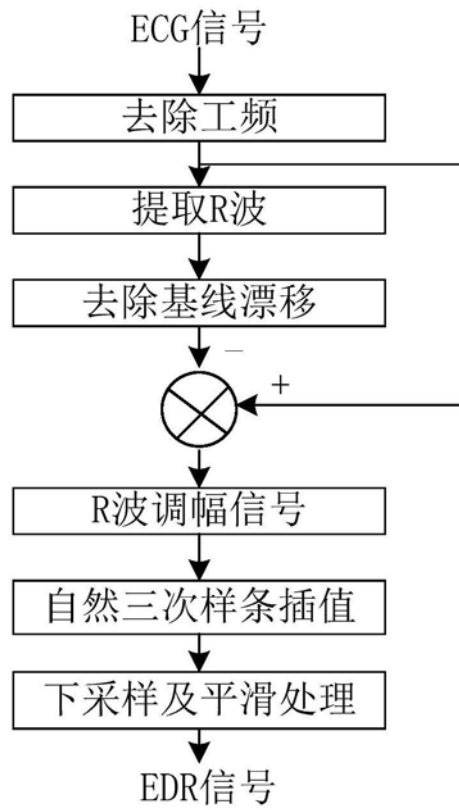 ECG信号
去除工频
提取R波
去除基线漂移
—
+
R波调幅信号
自然三次样条插值
下采样及平滑处理
EDR信号